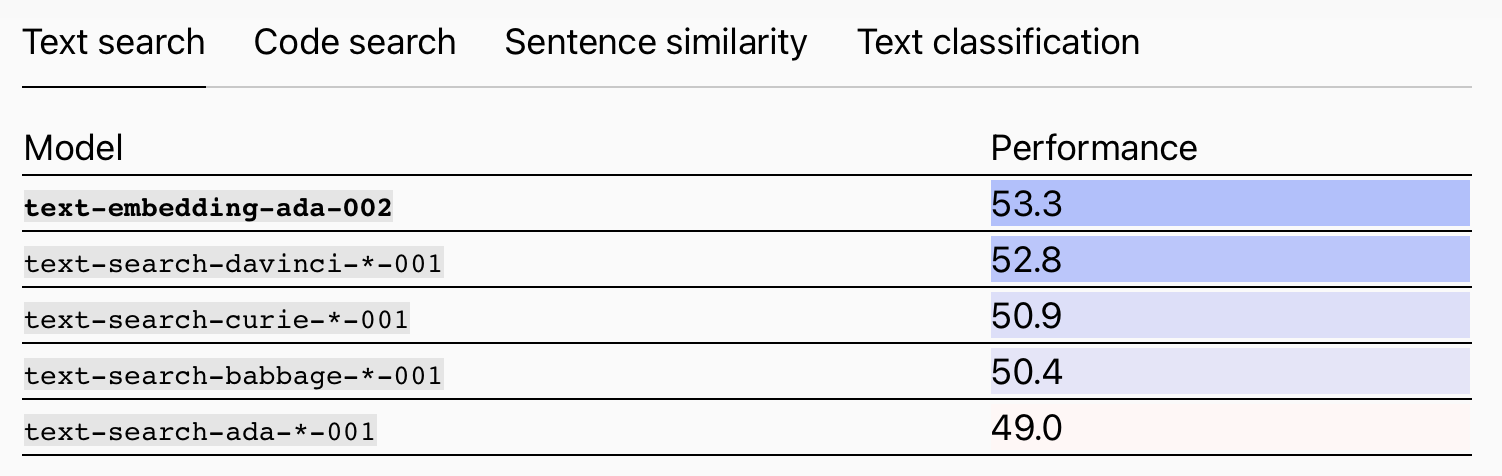 Text search Code search Sentence similarity Text classification
Model Performance
text-embedding-ada-002 53.3
text-search-davinci-*-001 52.8
text-search-curie-*-001 50.9
text-search-babbage-*-001 50.4
text-search-ada-*-001 49.0